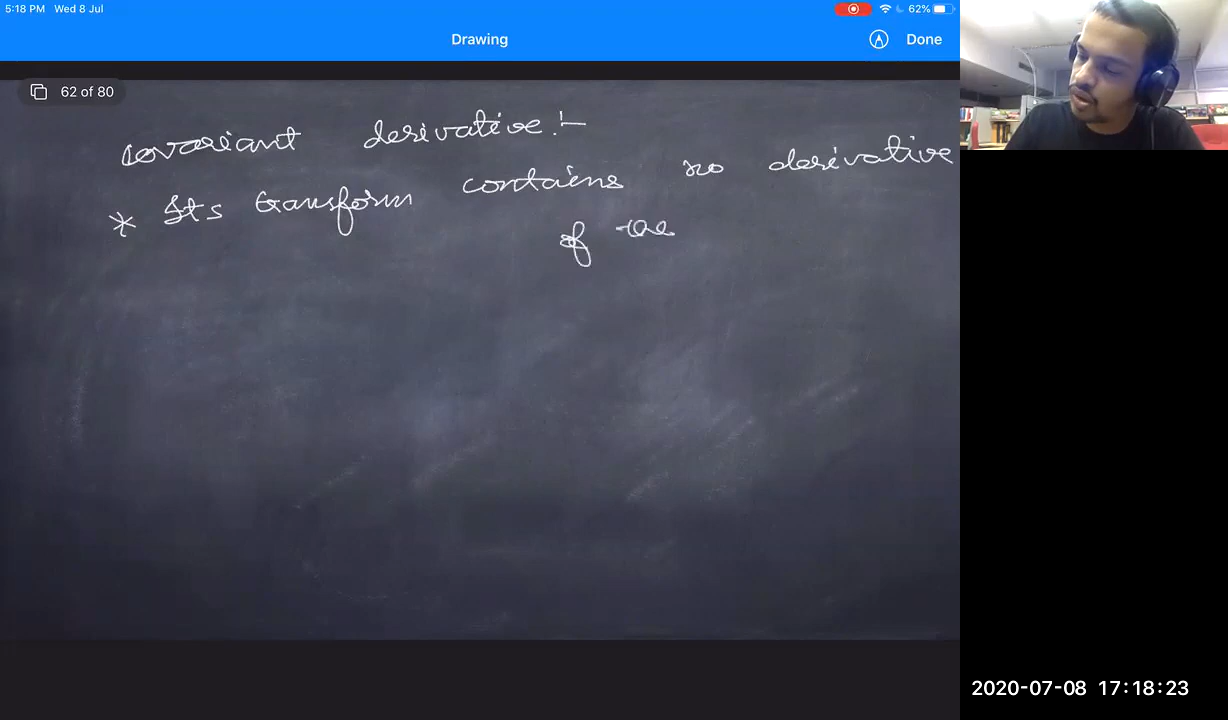 5:18 PM Wed 8 Jul
62%
Drawing
Done
62 of 80
covariant derivative :-
* Its transform contains no derivative
of the
2020-07-08 17:18:23